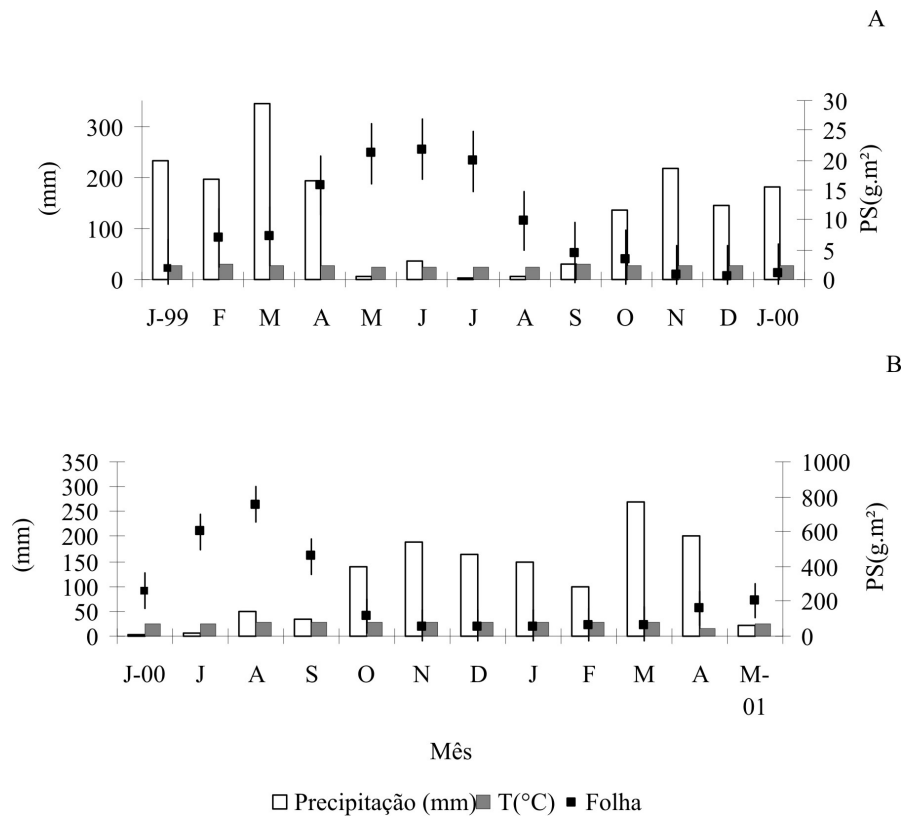 A
(mm)
300
200
100
0
30
25
20
15
10
5
0
PS(g.m²)
J-99 F M A M J J A S O N D J-00
B
(mm)
350
300
250
200
150
100
50
0
1000
800
600
400
200
0
PS(g.m²)
J-00 J A S O N D J F M A M-
01
Mês
Precipitação (mm) T(°C) Folha